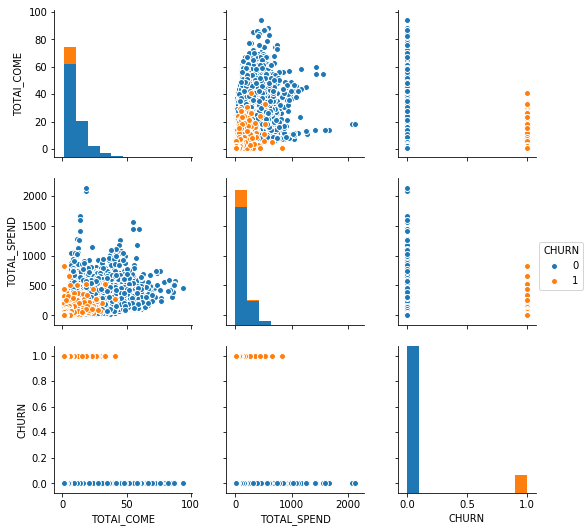 100
80
60
40
20
0
TOTAl_COME
2000
1500
1000
500
0
TOTAL_SPEND
CHURN
0
1
1.0
0.8
0.6
0.4
0.2
0.0
CHURN
0 50 100
TOTAl_COME
0 1000 2000
TOTAL_SPEND
0.0 0.5 1.0
CHURN